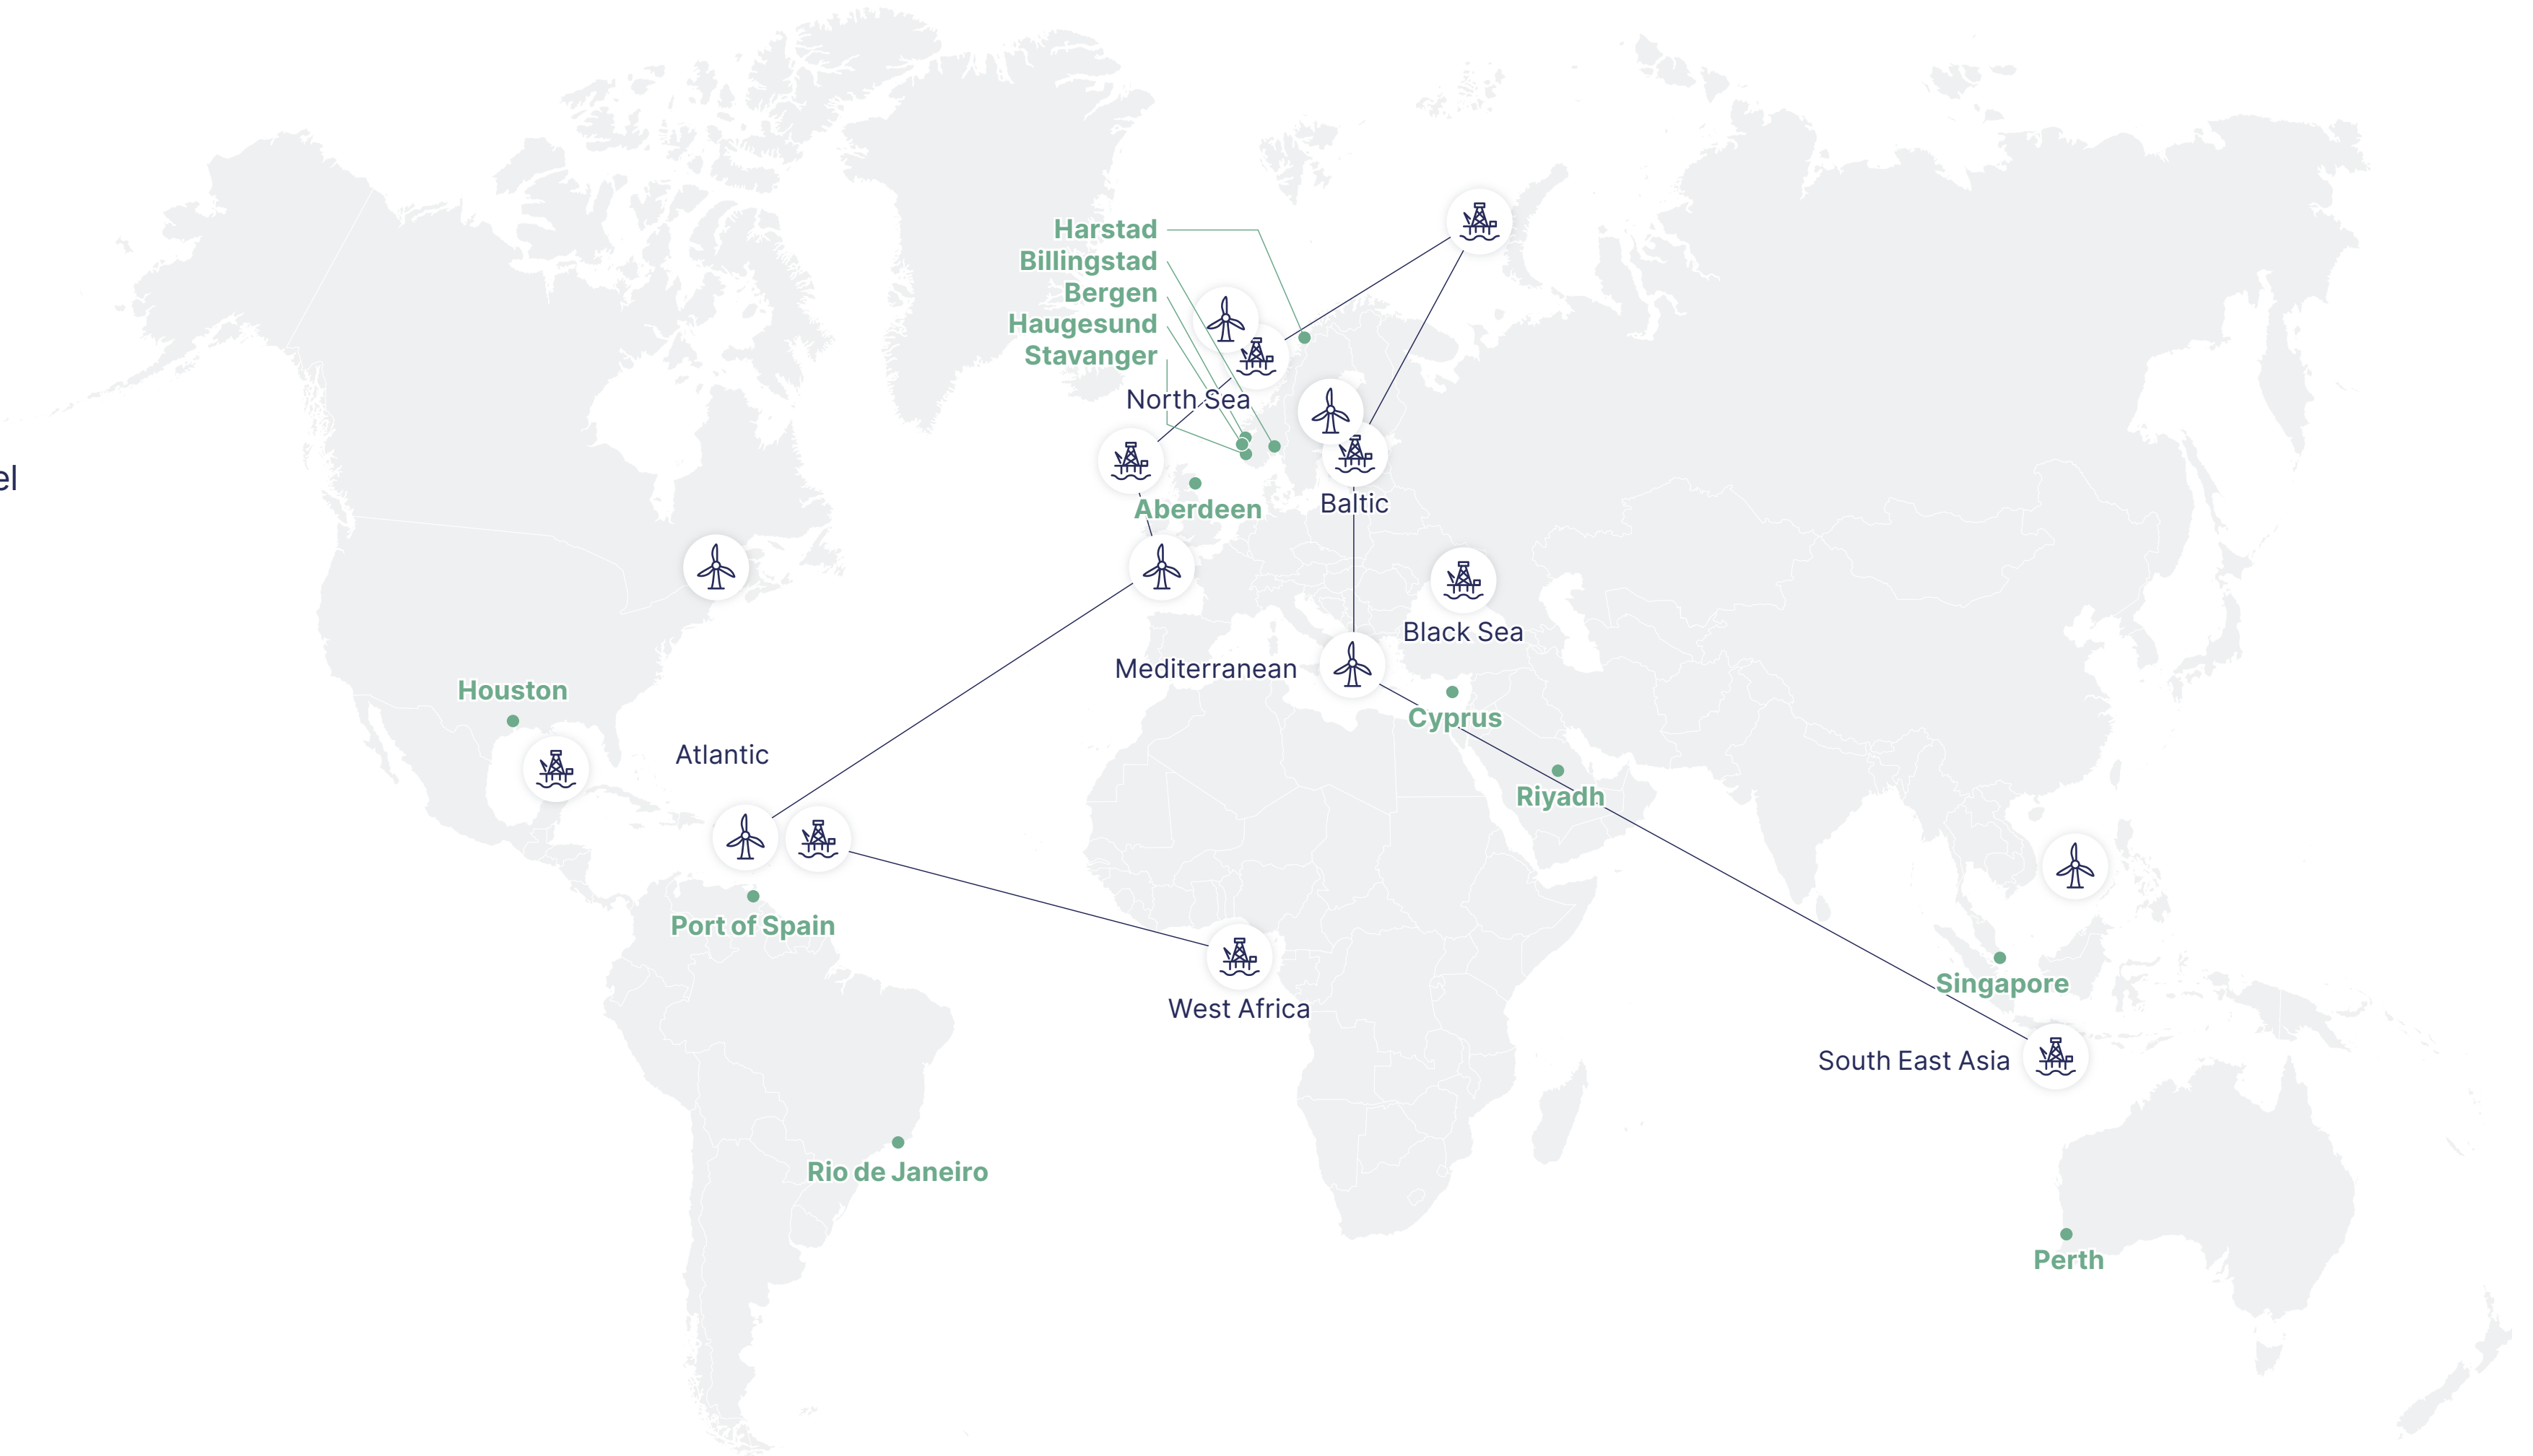 Harstad
Billingstad
Bergen
Haugesund
Stavanger
North Sea
el
Aberdeen
Baltic
Black Sea
Mediterranean
Houston
Cyprus
Atlantic
Riyadh
Port of Spain
Singapore
West Africa
South East Asia
Rio de Janeiro
Perth